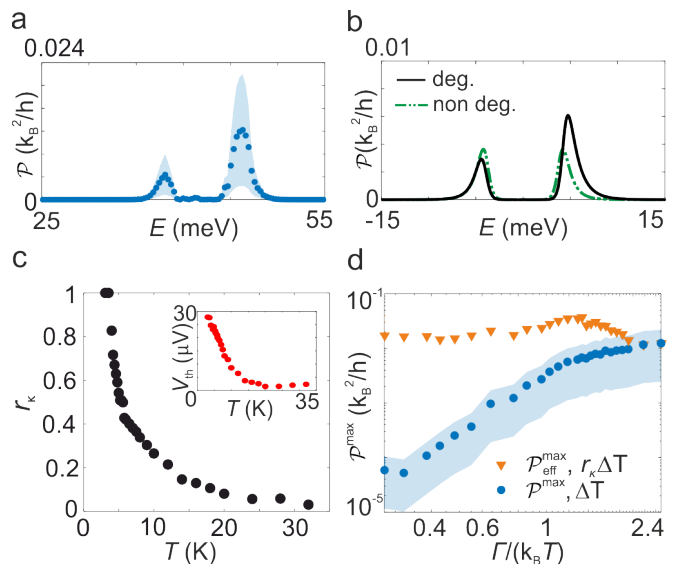 a
0.024
𝒫 (k_B^2/h)
0
25
55
E (meV)
b
0.01
𝒫(k_B^2/h)
deg.
non deg.
0
-15
15
E (meV)
c
1
0.8
0.6
0.4
0.2
0
r_κ
0
10
20
30
T (K)
30
V_th (µV)
0
0
35
T (K)
d
10^-1
𝒫^max (k_B^2/h)
10^-5
𝒫_eff^max, r_κΔT
𝒫^max, ΔT
0.4
0.6
1
2.4
Γ/(k_BT)